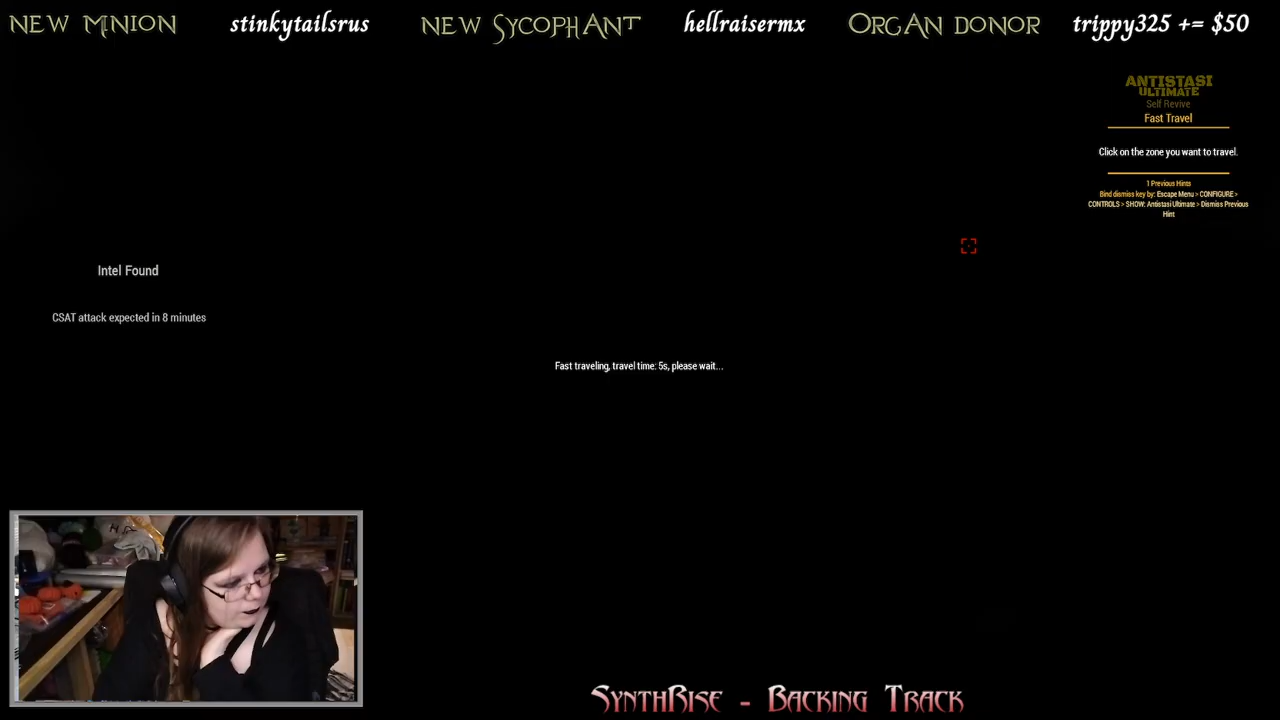 NEW MINION stinkytailsrus NEW SYCOPHANT hellraisermx ORGAN DONOR trippy325 += $50
ANTISTASI
ULTIMATE
Self Revive
Fast Travel
Click on the zone you want to travel.
1 Previous Hints
Bind dismiss key by: Escape Menu > CONFIGURE >
CONTROLS > SHOW: Antistasi Ultimate > Dismiss Previous
Hint
Intel Found
CSAT attack expected in 8 minutes
Fast traveling, travel time: 5s, please wait...
SYNTHRISE - BACKING TRACK